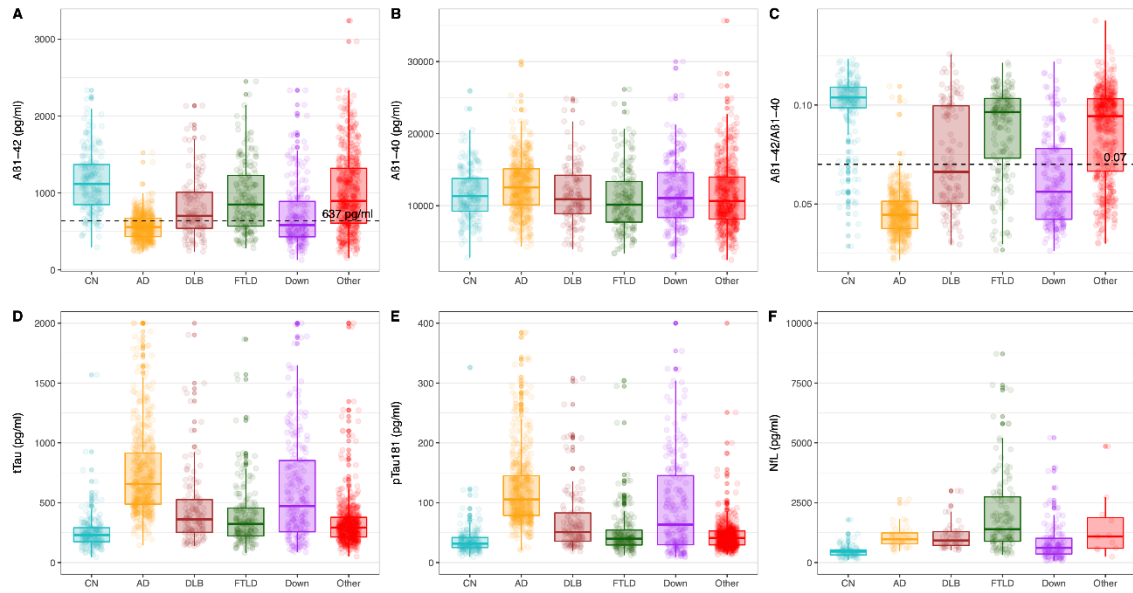 A
Aβ1−42 (pg/ml)
3000
2000
1000
0
637 pg/ml
CN AD DLB FTLD Down Other
B
Aβ1−40 (pg/ml)
30000
20000
10000
0
CN AD DLB FTLD Down Other
C
Aβ1−42/Aβ1−40
0.10
0.05
0.07
CN AD DLB FTLD Down Other
D
tTau (pg/ml)
2000
1500
1000
500
0
CN AD DLB FTLD Down Other
E
pTau181 (pg/ml)
400
300
200
100
0
CN AD DLB FTLD Down Other
F
NfL (pg/ml)
10000
7500
5000
2500
0
CN AD DLB FTLD Down Other